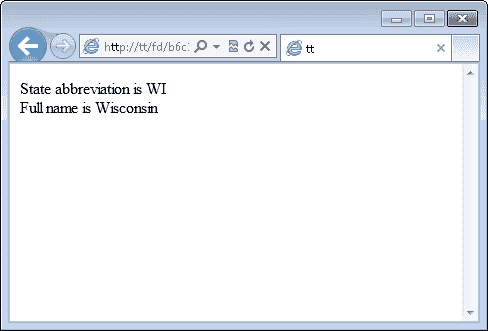 http://tt/fd/b6c
tt
State abbreviation is WI
Full name is Wisconsin